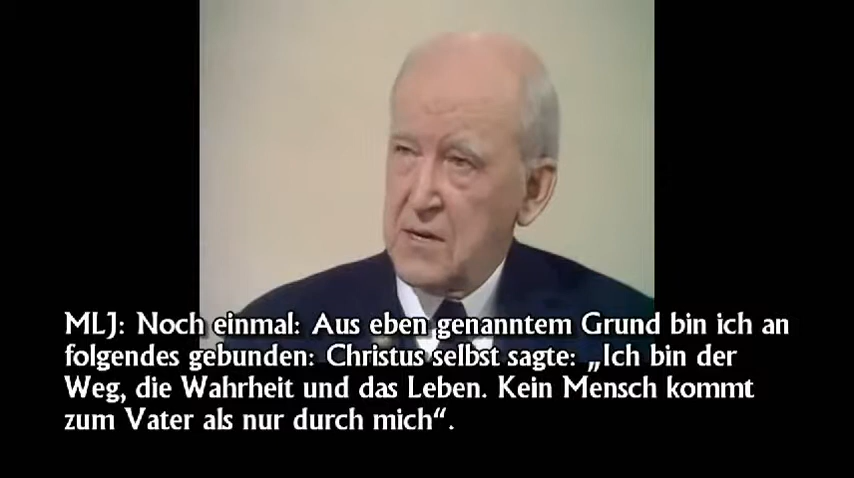 MLJ: Noch einmal: Aus eben genanntem Grund bin ich an
folgendes gebunden: Christus selbst sagte: „Ich bin der
Weg, die Wahrheit und das Leben. Kein Mensch kommt
zum Vater als nur durch mich“.